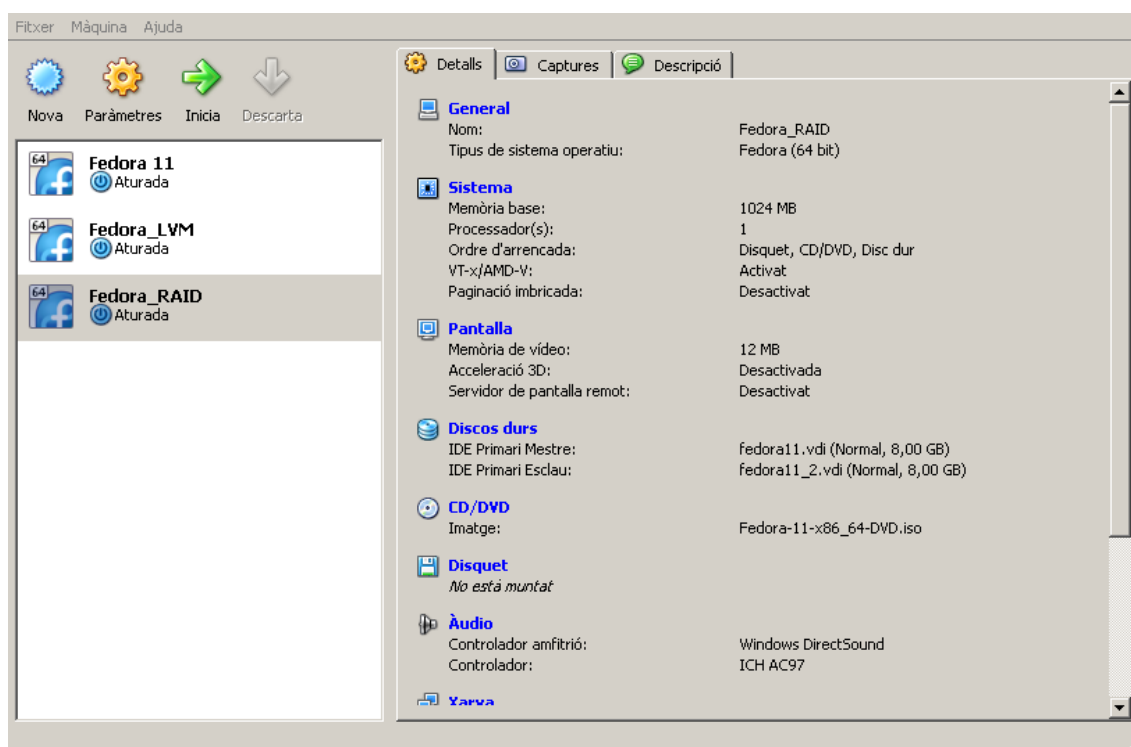 Fitxer Màquina Ajuda
Nova Paràmetres Inicia Descarta
64 Fedora 11
Aturada
64 Fedora_LVM
Aturada
64 Fedora_RAID
Aturada
Detalls Captures Descripció
General
Nom: Fedora_RAID
Tipus de sistema operatiu: Fedora (64 bit)
Sistema
Memòria base: 1024 MB
Processador(s): 1
Ordre d'arrencada: Disquet, CD/DVD, Disc dur
VT-x/AMD-V: Activat
Paginació imbricada: Desactivat
Pantalla
Memòria de vídeo: 12 MB
Acceleració 3D: Desactivada
Servidor de pantalla remot: Desactivat
Discos durs
IDE Primari Mestre: fedora11.vdi (Normal, 8,00 GB)
IDE Primari Esclau: fedora11_2.vdi (Normal, 8,00 GB)
CD/DVD
Imatge: Fedora-11-x86_64-DVD.iso
Disquet
No està muntat
Àudio
Controlador amfitrió: Windows DirectSound
Controlador: ICH AC97
Xarxa